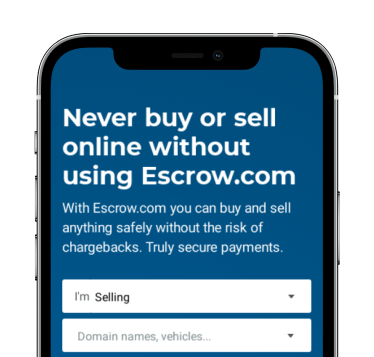 Never buy or sell
online without
using Escrow.com
With Escrow.com you can buy and sell
anything safely without the risk of
chargebacks. Truly secure payments.
I'm Selling
Domain names, vehicles...